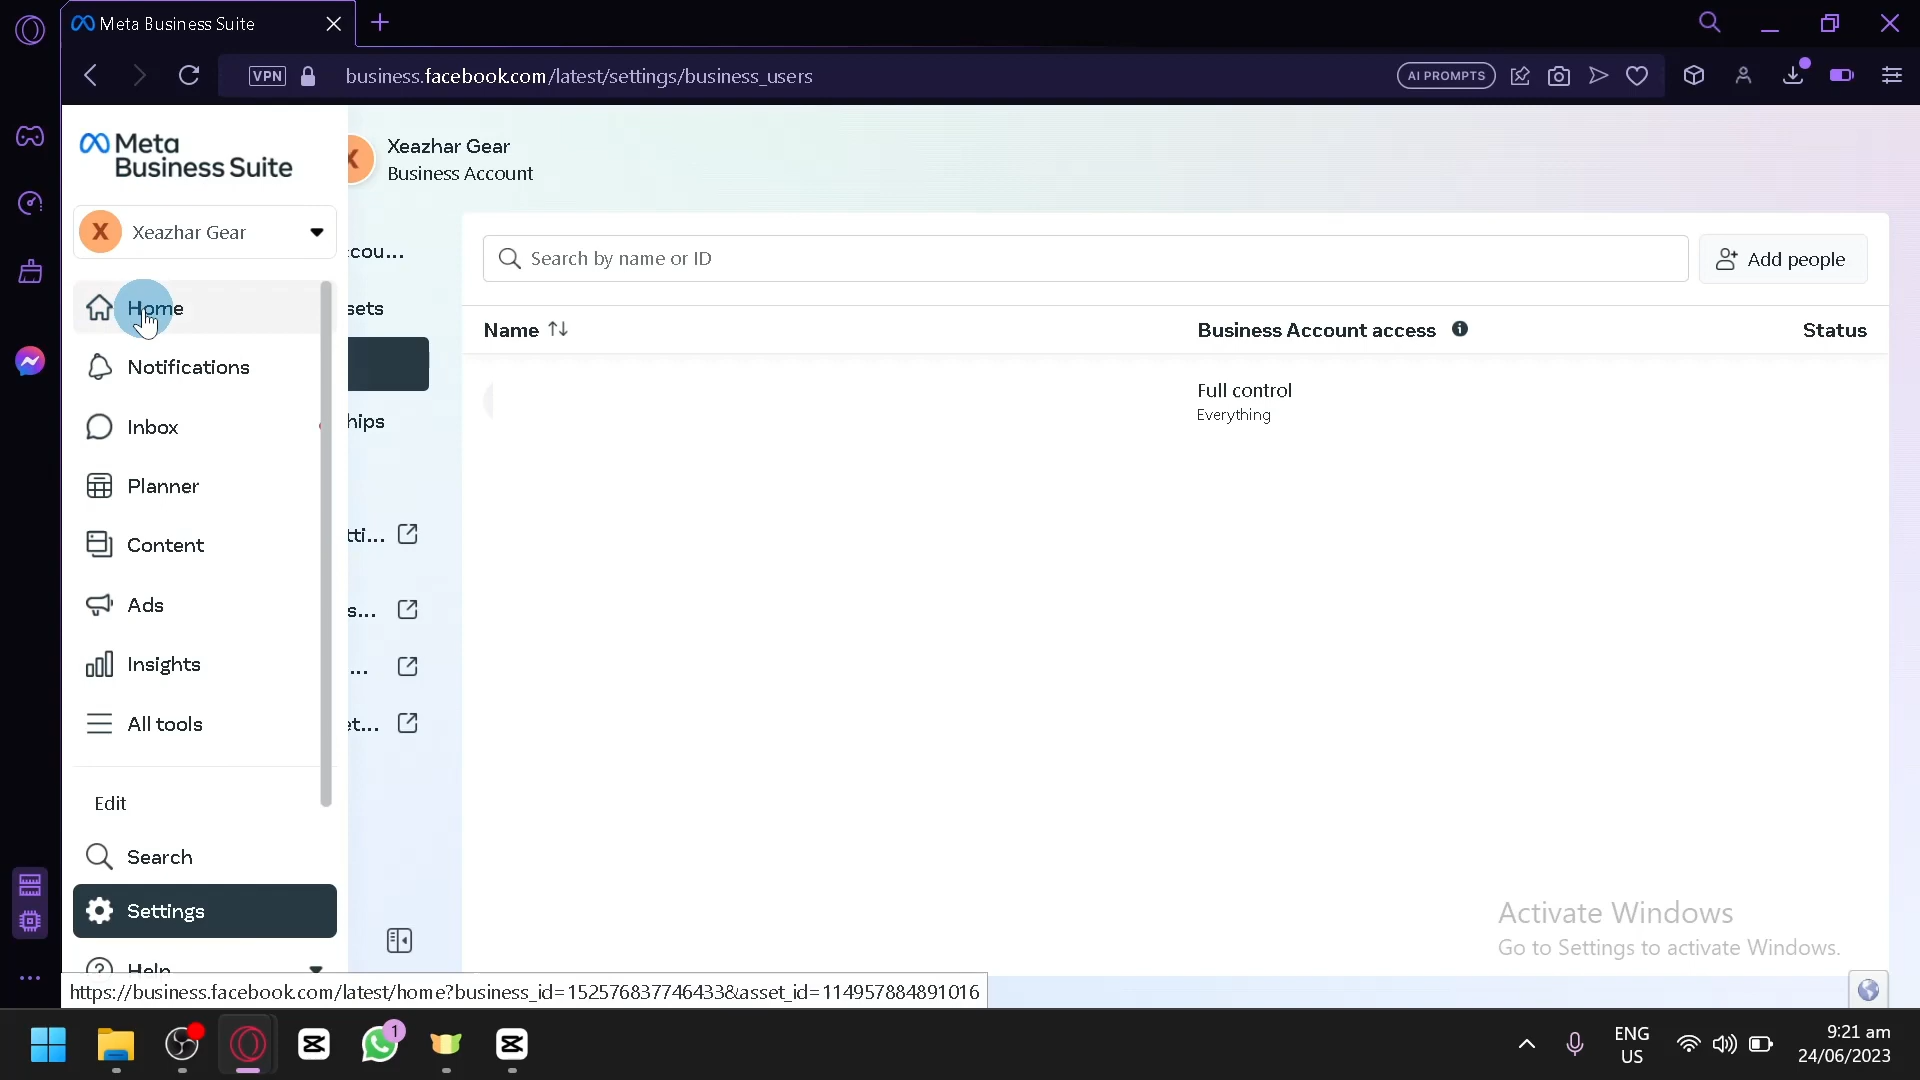 Meta Business Suite
VPN
business.facebook.com/latest/settings/business_users
AI PROMPTS
Meta
Business Suite
X
Xeazhar Gear
Home
Notifications
Inbox
Planner
Content
Ads
Insights
All tools
Edit
Search
Settings
Help
Xeazhar Gear
Business Account
cou...
sets
hips
tti...
s...
...
et...
Search by name or ID
Add people
Name
Business Account access
Status
Full control
Everything
Activate Windows
Go to Settings to activate Windows.
https://business.facebook.com/latest/home?business_id=1525768377464338&asset_id=114957884891016
1
ENG
US
9:21 am
24/06/2023